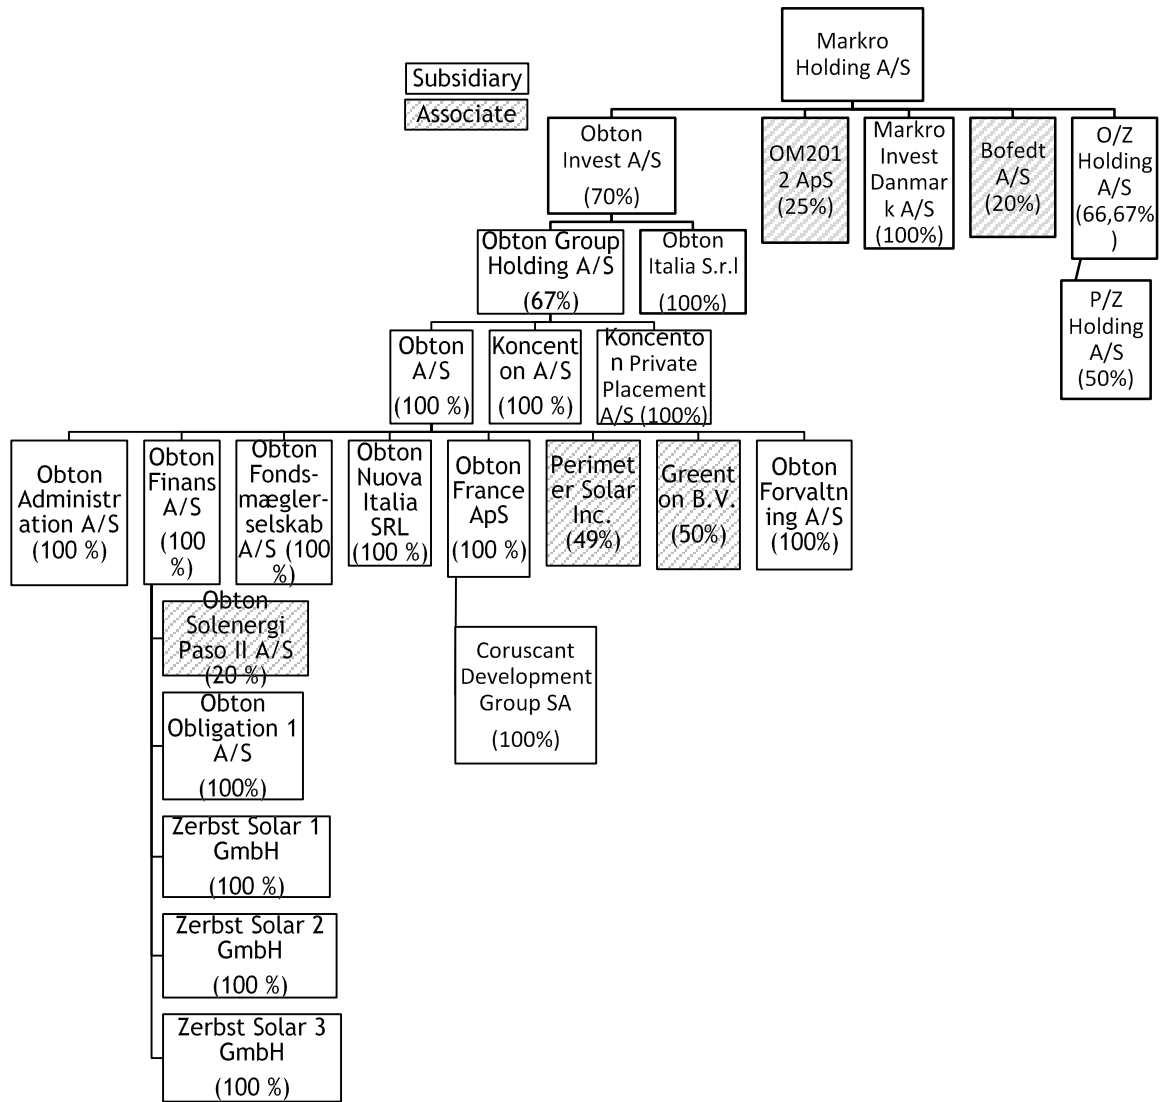 Markro
Holding A/S
Subsidiary
Associate
Obton
Invest A/S
(70%)
OM201
2 ApS
(25%)
Markro
Invest
Danmar
k A/S
(100%)
Bofedt
A/S
(20%)
O/Z
Holding
A/S
(66,67%
)
Obton Group
Holding A/S
(67%)
Obton
Italia S.r.l
(100%)
P/Z
Holding
A/S
(50%)
Obton
A/S
(100 %)
Koncent
on A/S
(100 %)
Koncento
n Private
Placement
A/S (100%)
Obton
Administr
ation A/S
(100 %)
Obton
Finans
A/S
(100
%)
Obton
Fonds-
mægler-
selskab
A/S (100
%)
Obton
Nuova
Italia
SRL
(100 %)
Obton
France
ApS
(100 %)
Perimet
er Solar
Inc.
(49%)
Greent
on B.V.
(50%)
Obton
Forvaltn
ing A/S
(100%)
Obton
Solenergi
Paso II A/S
(20 %)
Obton
Obligation 1
A/S
(100%)
Zerbst Solar 1
GmbH
(100 %)
Zerbst Solar 2
GmbH
(100 %)
Zerbst Solar 3
GmbH
(100 %)
Coruscant
Development
Group SA
(100%)